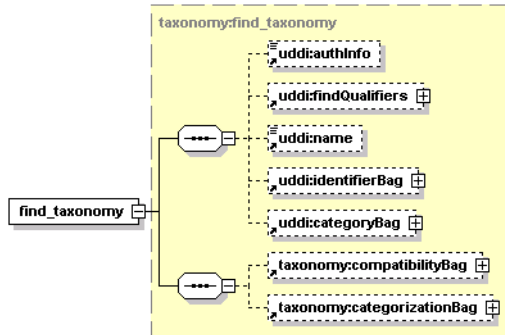 taxonomy:find_taxonomy
uddi:authInfo
uddi:findQualifiers
uddi:name
uddi:identifierBag
find_taxonomy
uddi:categoryBag
taxonomy:compatibilityBag
taxonomy:categorizationBag